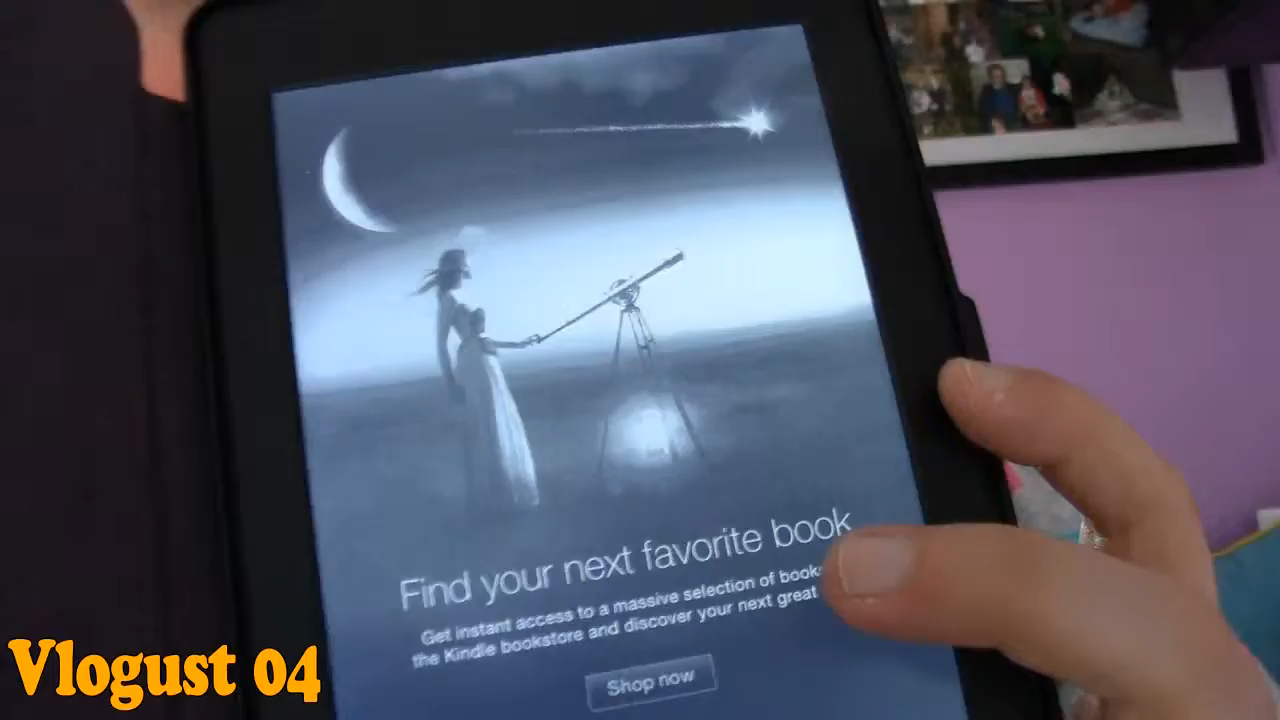 Find your next favorite book
Get instant access to a massive selection of books
the Kindle bookstore and discover your next great
Shop now
Vlogust 04